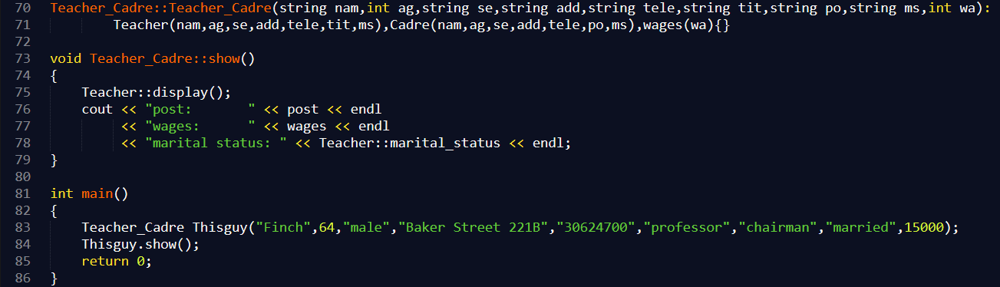 70 Teacher_Cadre::Teacher_Cadre(string nam,int ag,string se,string add,string tele,string tit,string po,string ms,int wa):
71         Teacher(nam,ag,se,add,tele,tit,ms),Cadre(nam,ag,se,add,tele,po,ms),wages(wa){}
72
73 void Teacher_Cadre::show()
74 {
75     Teacher::display();
76     cout << "post:       " << post << endl
77          << "wages:      " << wages << endl
78          << "marital status: " << Teacher::marital_status << endl;
79 }
80
81 int main()
82 {
83     Teacher_Cadre Thisguy("Finch",64,"male","Baker Street 221B","30624700","professor","chairman","married",15000);
84     Thisguy.show();
85     return 0;
86 }